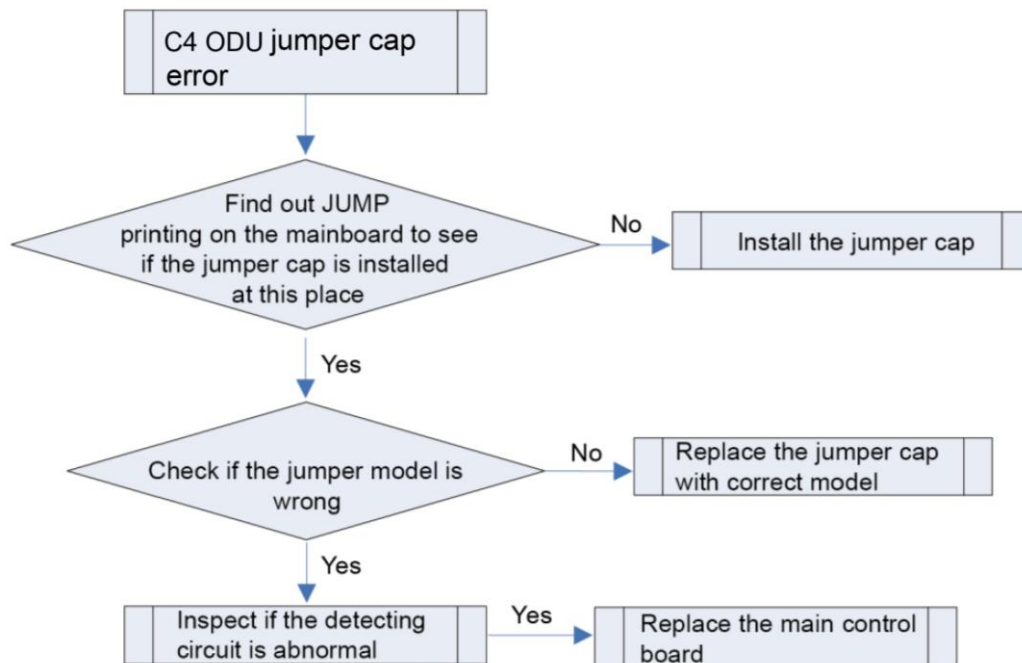 C4 ODU jumper cap
error
Find out JUMP
printing on the mainboard to see
if the jumper cap is installed
at this place
No
Install the jumper cap
Yes
Check if the jumper model is
wrong
No
Replace the jumper cap
with correct model
Yes
Inspect if the detecting
circuit is abnormal
Yes
Replace the main control
board